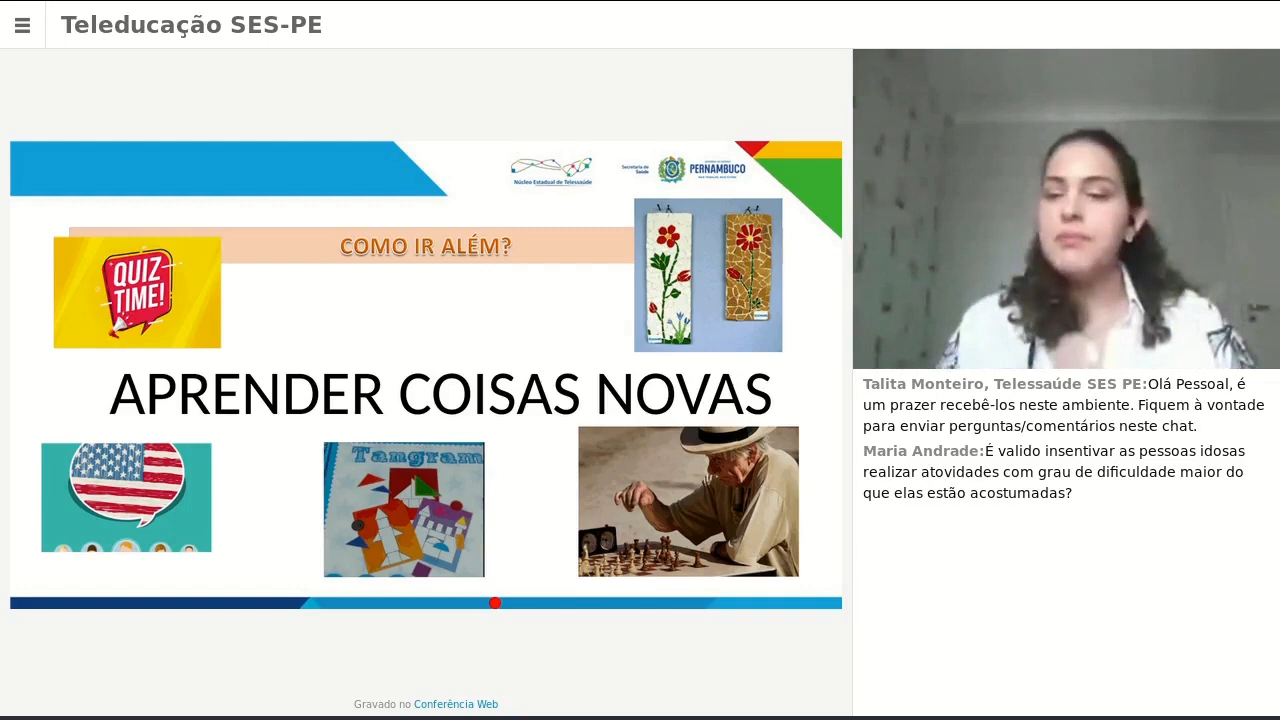 Teleducação SES-PE
Núcleo Estadual de Telessaúde
Secretaria de
Saúde
PERNAMBUCO
COMO IR ALÉM?
QUIZ
TIME!
APRENDER COISAS NOVAS
Tangram
Talita Monteiro, Telessaúde SES PE:Olá Pessoal, é
um prazer recebê-los neste ambiente. Fiquem à vontade
para enviar perguntas/comentários neste chat.
Maria Andrade:É valido insentivar as pessoas idosas
realizar atovidades com grau de dificuldade maior do
que elas estão acostumadas?
Gravado no Conferência Web